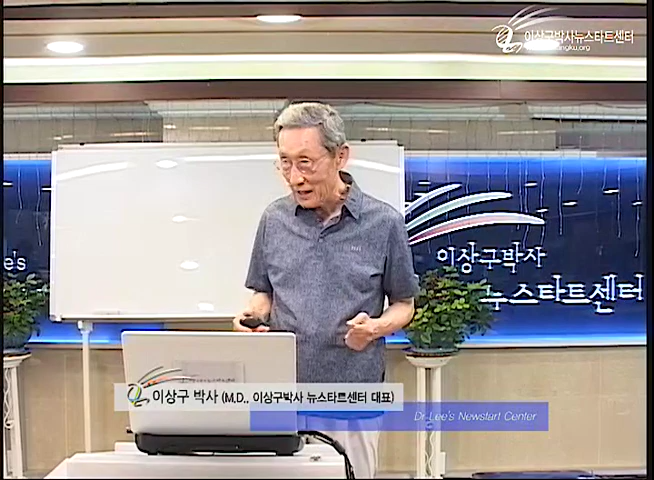 이상구박사뉴스타트센터
이상구박사
뉴스타트센터
이상구 박사 (M.D., 이상구박사 뉴스타트센터 대표)
Dr. Lee's Newstart Center